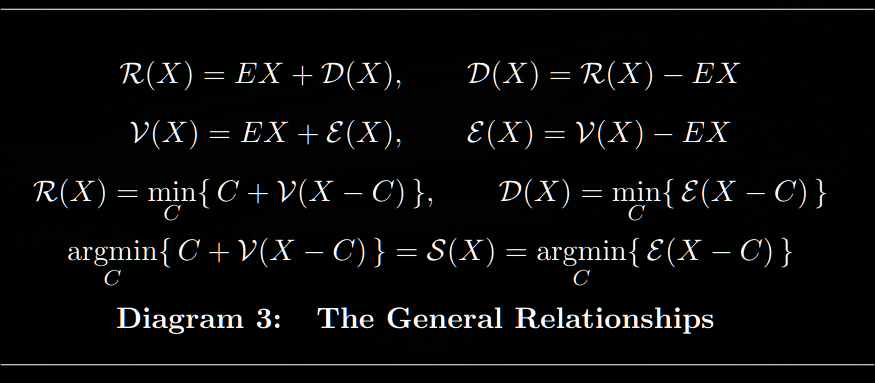 ℛ(X) = EX + 𝒟(X), 𝒟(X) = ℛ(X) − EX
𝒱(X) = EX + ℰ(X), ℰ(X) = 𝒱(X) − EX
ℛ(X) = min_C{ C + 𝒱(X − C) }, 𝒟(X) = min_C{ ℰ(X − C) }
argmin_C{ C + 𝒱(X − C) } = 𝒮(X) = argmin_C{ ℰ(X − C) }
Diagram 3: The General Relationships